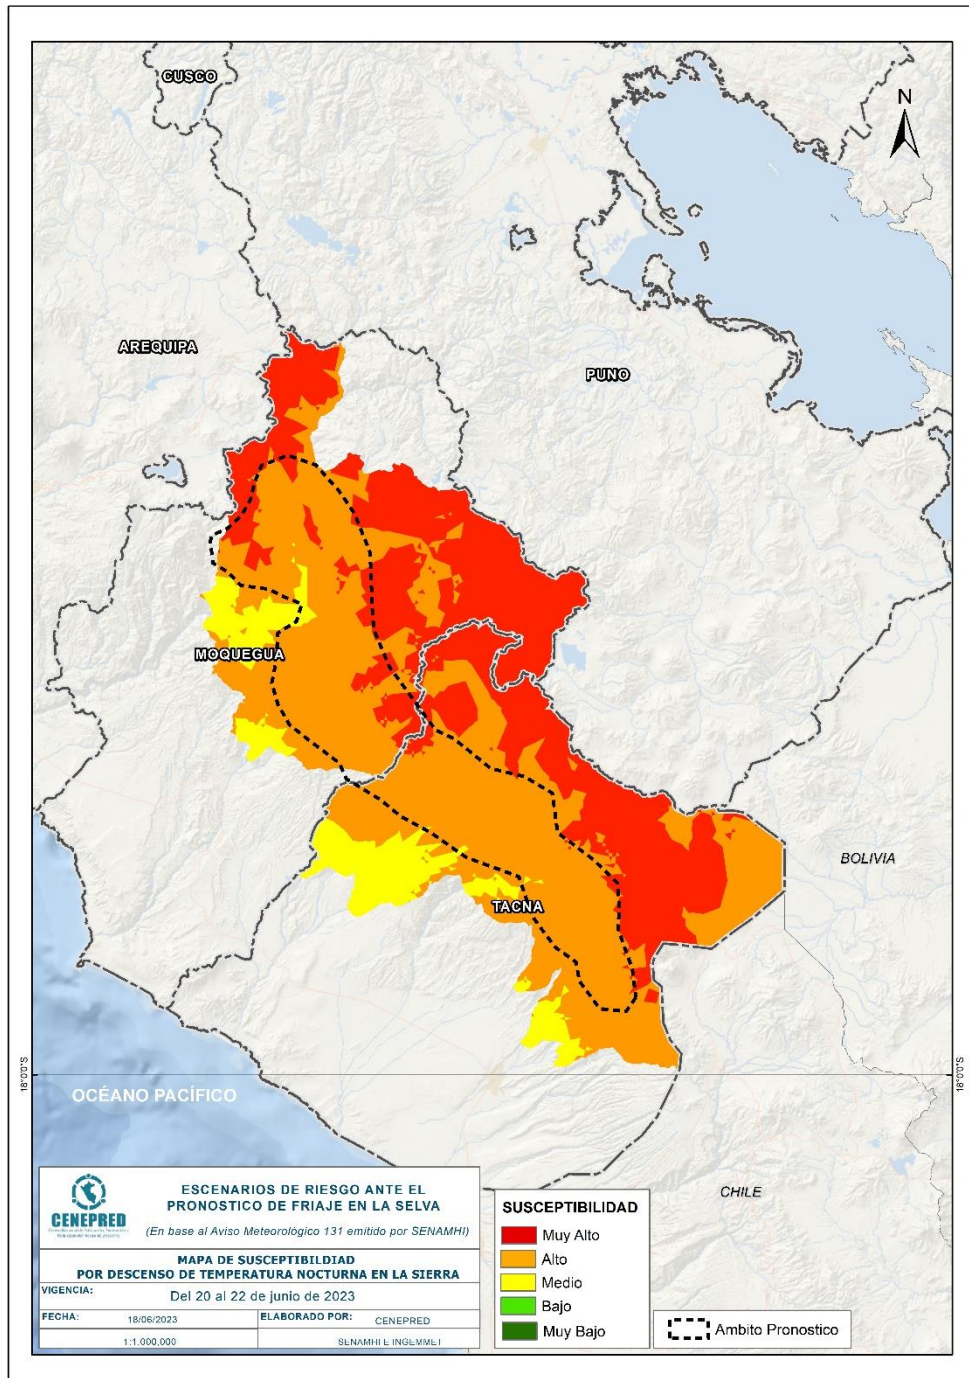 CUSCO
N
AREQUIPA
PUNO
MOQUEGUA
BOLIVIA
TACNA
18°0'0"S
18°0'0"S
OCÉANO PACÍFICO
CHILE
CENEPRED
ESCENARIOS DE RIESGO ANTE EL
PRONOSTICO DE FRIAJE EN LA SELVA
(En base al Aviso Meteorológico 131 emitido por SENAMHI)
MAPA DE SUSCEPTIBILDIAD
POR DESCENSO DE TEMPERATURA NOCTURNA EN LA SIERRA
VIGENCIA:
Del 20 al 22 de junio de 2023
FECHA:
18/06/2023
ELABORADO POR:
CENEPRED
1:1,000,000
SENAMHI E INGEMMET
SUSCEPTIBILIDAD
Muy Alto
Alto
Medio
Bajo
Muy Bajo
Ambito Pronostico